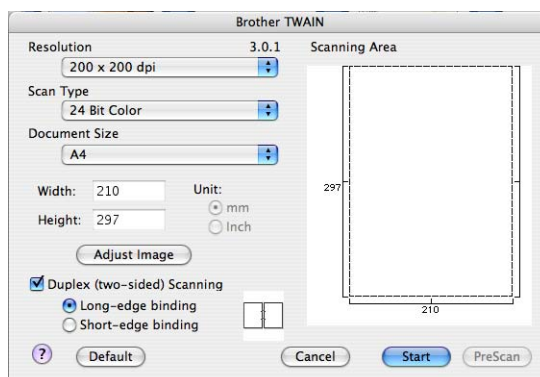 Brother TWAIN
Resolution 3.0.1
200 x 200 dpi
Scan Type
24 Bit Color
Document Size
A4
Width: 210
Height: 297
Unit:
mm
Inch
Adjust Image
Duplex (two-sided) Scanning
Long-edge binding
Short-edge binding
Scanning Area
297
210
? Default Cancel Start PreScan